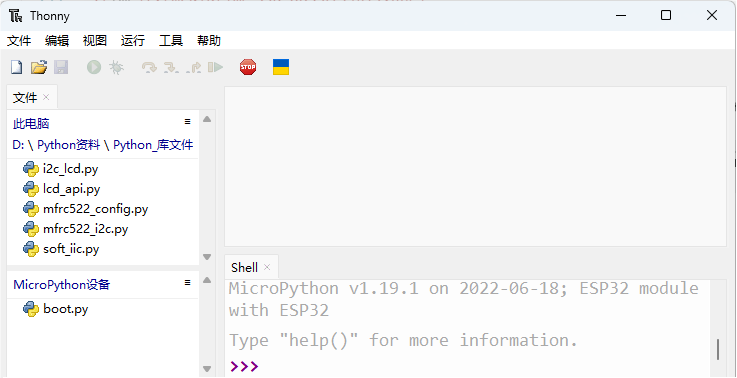 Thonny
文件 编辑 视图 运行 工具 帮助
STOP
文件
此电脑
D: \ Python资料 \ Python_库文件
i2c_lcd.py
lcd_api.py
mfrc522_config.py
mfrc522_i2c.py
soft_iic.py
MicroPython设备
boot.py
Shell
MicroPython v1.19.1 on 2022-06-18; ESP32 module
with ESP32
Type "help()" for more information.
>>>